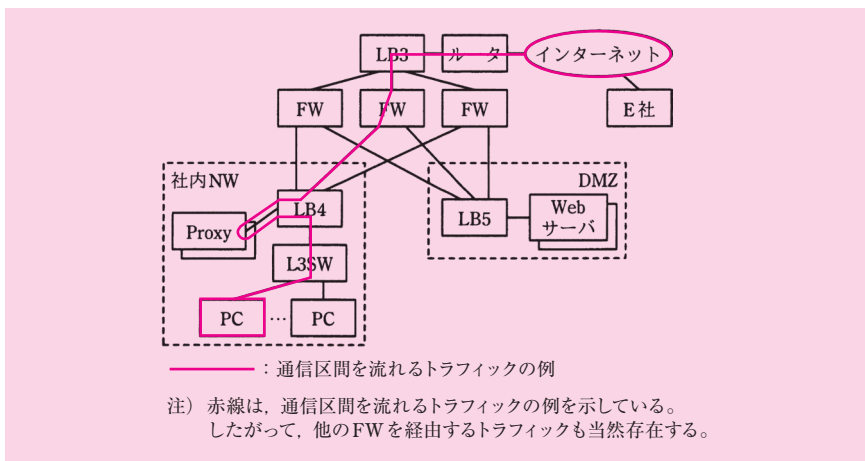 LB3 ルータ インターネット
FW FW FW E社
社内NW DMZ
LB4 LB5 Web
サーバ
Proxy
L3SW
PC … PC
：通信区間を流れるトラフィックの例
注） 赤線は，通信区間を流れるトラフィックの例を示している。
したがって，他のFWを経由するトラフィックも当然存在する。